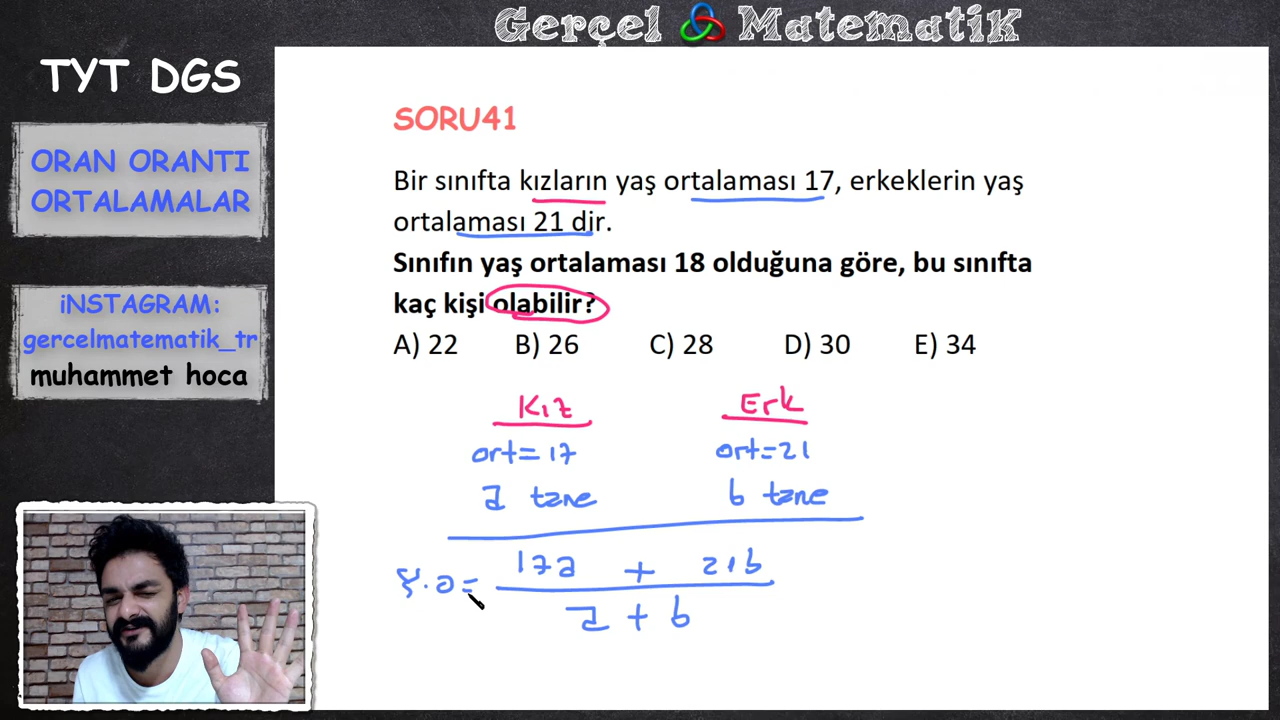 Gerçel Matematik
TYT DGS
ORAN ORANTI
ORTALAMALAR
iNSTAGRAM:
gercelmatematik_tr
muhammet hoca
SORU41
Bir sınıfta kızların yaş ortalaması 17, erkeklerin yaş
ortalaması 21 dir.
Sınıfın yaş ortalaması 18 olduğuna göre, bu sınıfta
kaç kişi olabilir?
A) 22 B) 26 C) 28 D) 30 E) 34
Kız Erk
ort=17 ort=21
a tane b tane
17a + 21b
=
a + b